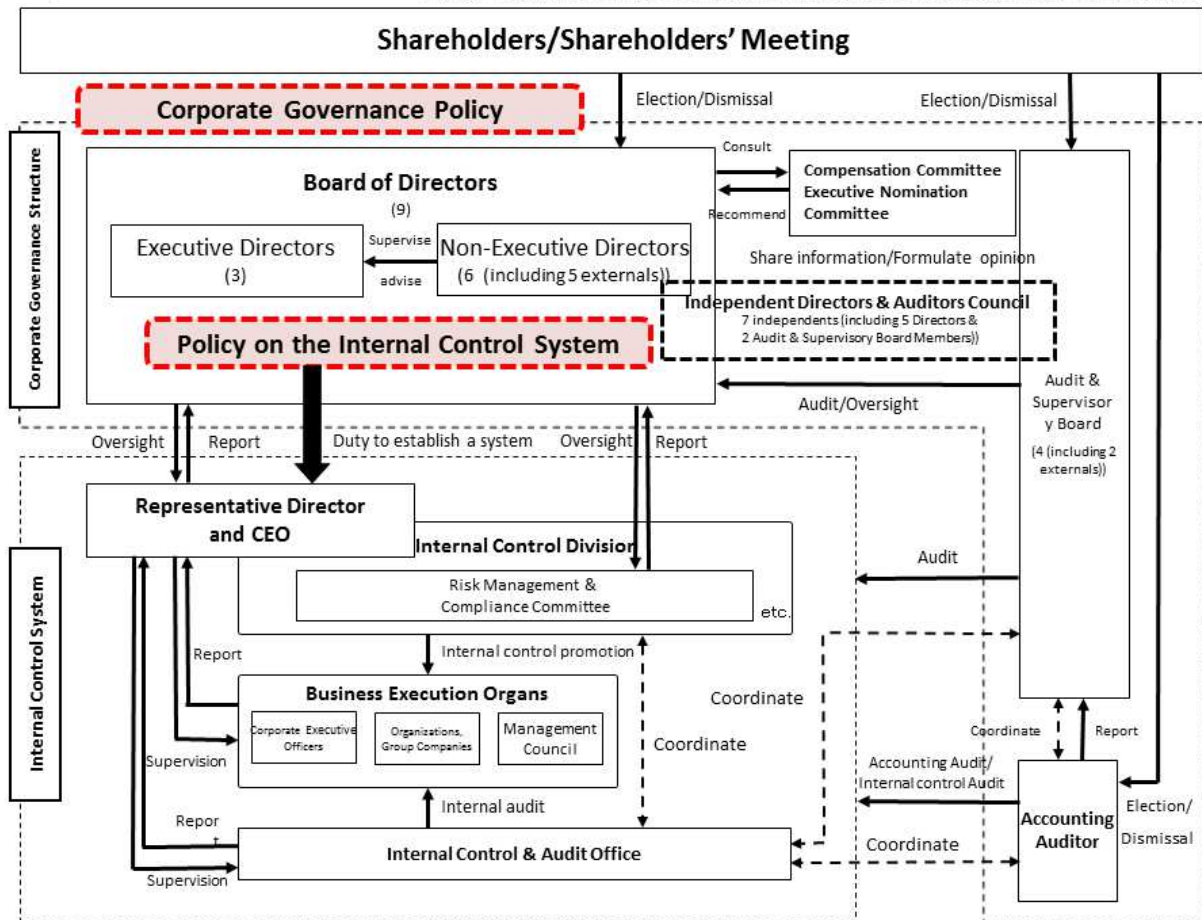 Shareholders/Shareholders' Meeting
Corporate Governance Policy
Election/Dismissal
Election/Dismissal
Corporate Governance Structure
Board of Directors
(9)
Consult
Recommend
Compensation Committee
Executive Nomination
Committee
Executive Directors
(3)
Supervise
advise
Non-Executive Directors
(6 (including 5 externals))
Share information/Formulate opinion
Independent Directors & Auditors Council
7 independents (including 5 Directors &
2 Audit & Supervisory Board Members))
Policy on the Internal Control System
Audit/Oversight
Audit &
Supervisor
y Board
(4 (including 2
externals))
Oversight
Report
Duty to establish a system
Oversight
Report
Internal Control System
Representative Director
and CEO
Internal Control Division
Risk Management &
Compliance Committee
etc.
Audit
Report
Internal control promotion
Business Execution Organs
Corporate Executive
Officers
Organizations,
Group Companies
Management
Council
Supervision
Coordinate
Coordinate
Coordinate
Report
Accounting Audit/
Internal control Audit
Internal audit
Repor
t
Supervision
Internal Control & Audit Office
Coordinate
Accounting
Auditor
Election/
Dismissal